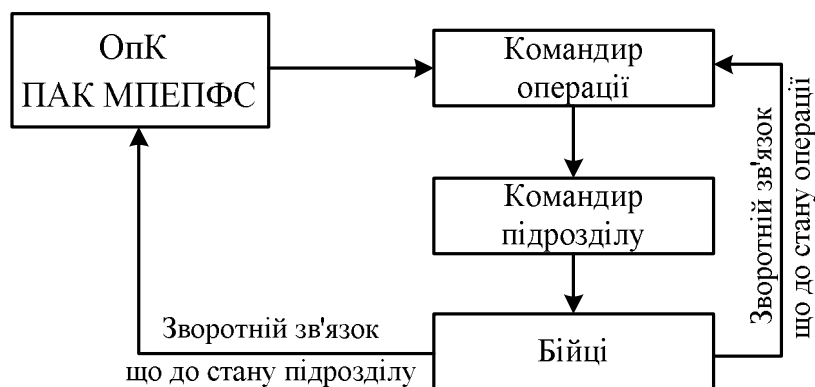 ОпК
ПАК МПЕПФС
Командир
операції
Командир
підрозділу
Бійці
Зворотній зв'язок
що до стану підрозділу
Зворотній зв'язок
що до стану операції